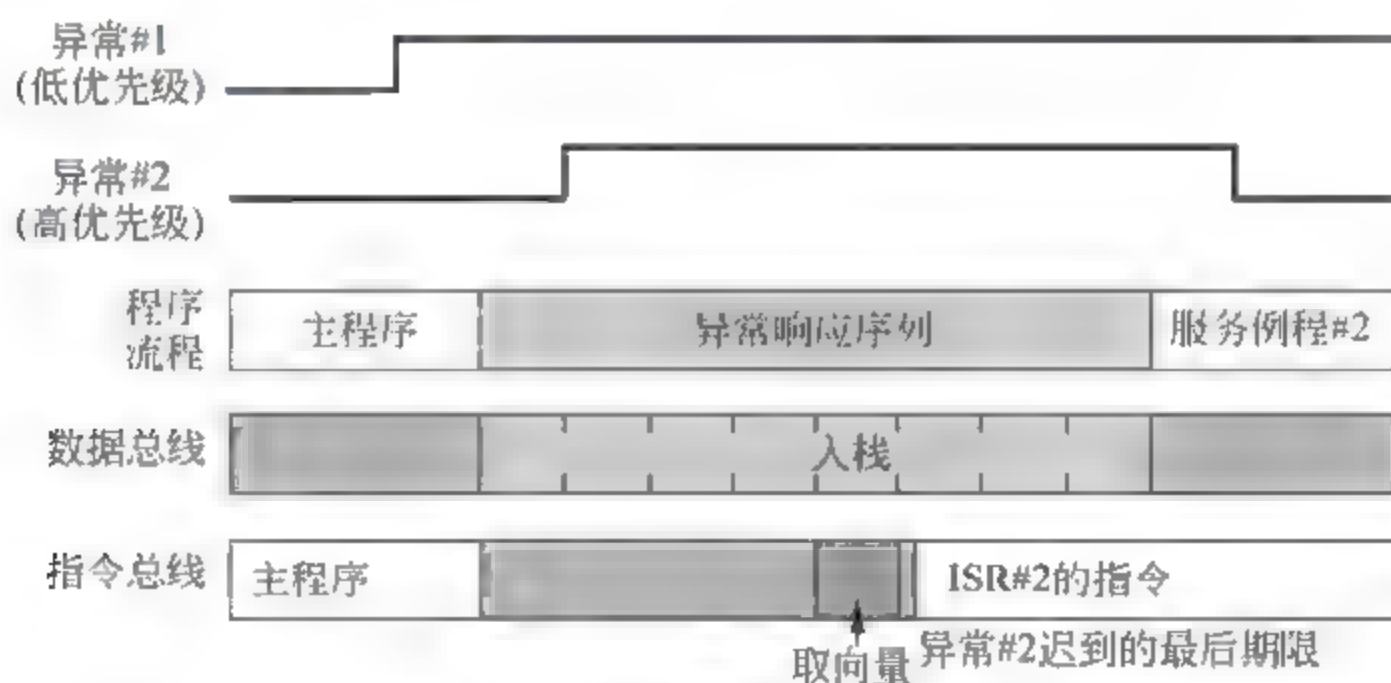 异常#1
(低优先级)
异常#2
(高优先级)
程序
流程
主程序
异常响应序列
服务例程#2
数据总线
入栈
指令总线
主程序
ISR#2的指令
取向量
异常#2迟到的最后期限